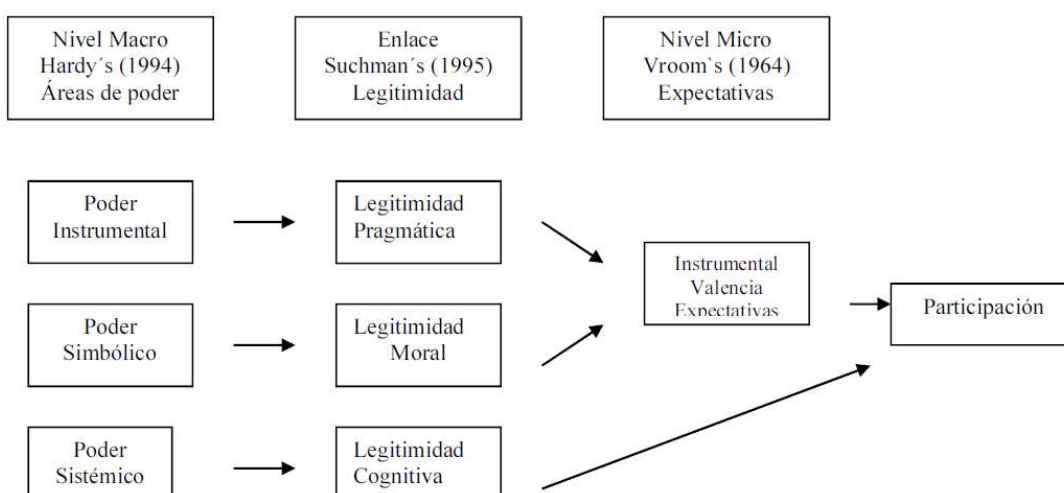 Nivel Macro
Hardy´s (1994)
Áreas de poder
Enlace
Suchman´s (1995)
Legitimidad
Nivel Micro
Vroom`s (1964)
Expectativas
Poder
Instrumental
Legitimidad
Pragmática
Instrumental
Valencia
Expectativas
Participación
Poder
Simbólico
Legitimidad
Moral
Poder
Sistémico
Legitimidad
Cognitiva